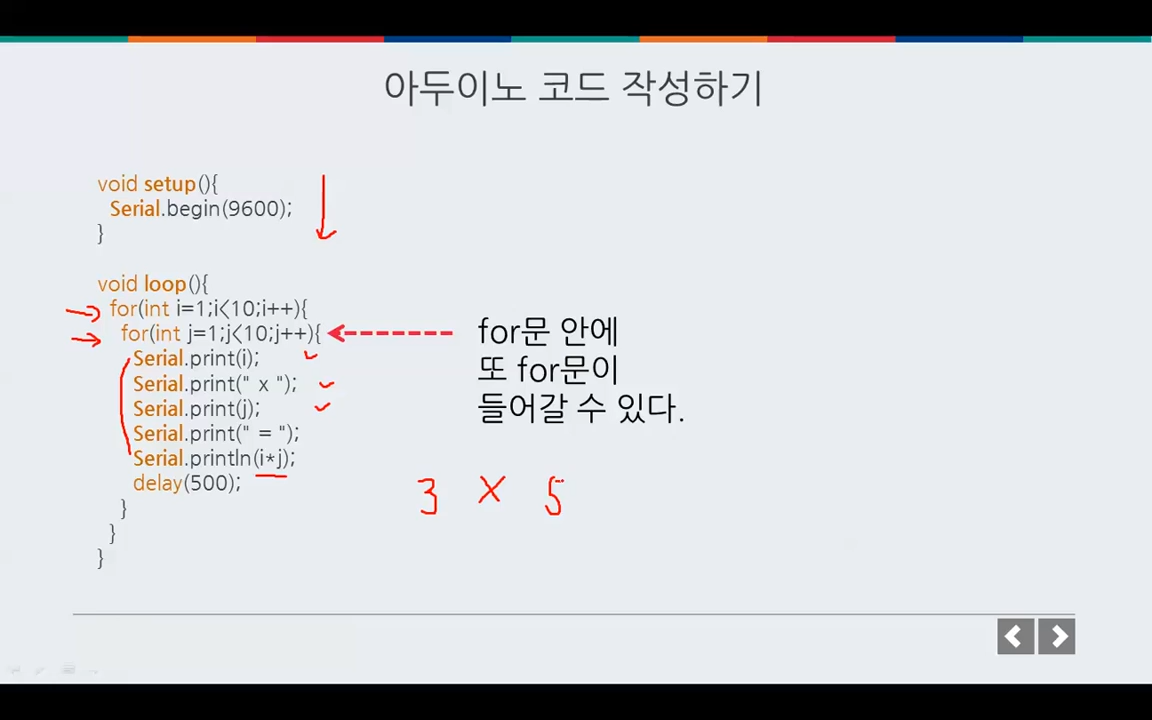 아두이노 코드 작성하기
void setup(){
Serial.begin(9600);
}
void loop(){
for(int i=1;i<10;i++){
for(int j=1;j<10;j++){
Serial.print(i);
Serial.print(" x ");
Serial.print(j);
Serial.print(" = ");
Serial.println(i*j);
delay(500);
}
}
}
for문 안에
또 for문이
들어갈 수 있다.
3 X 5